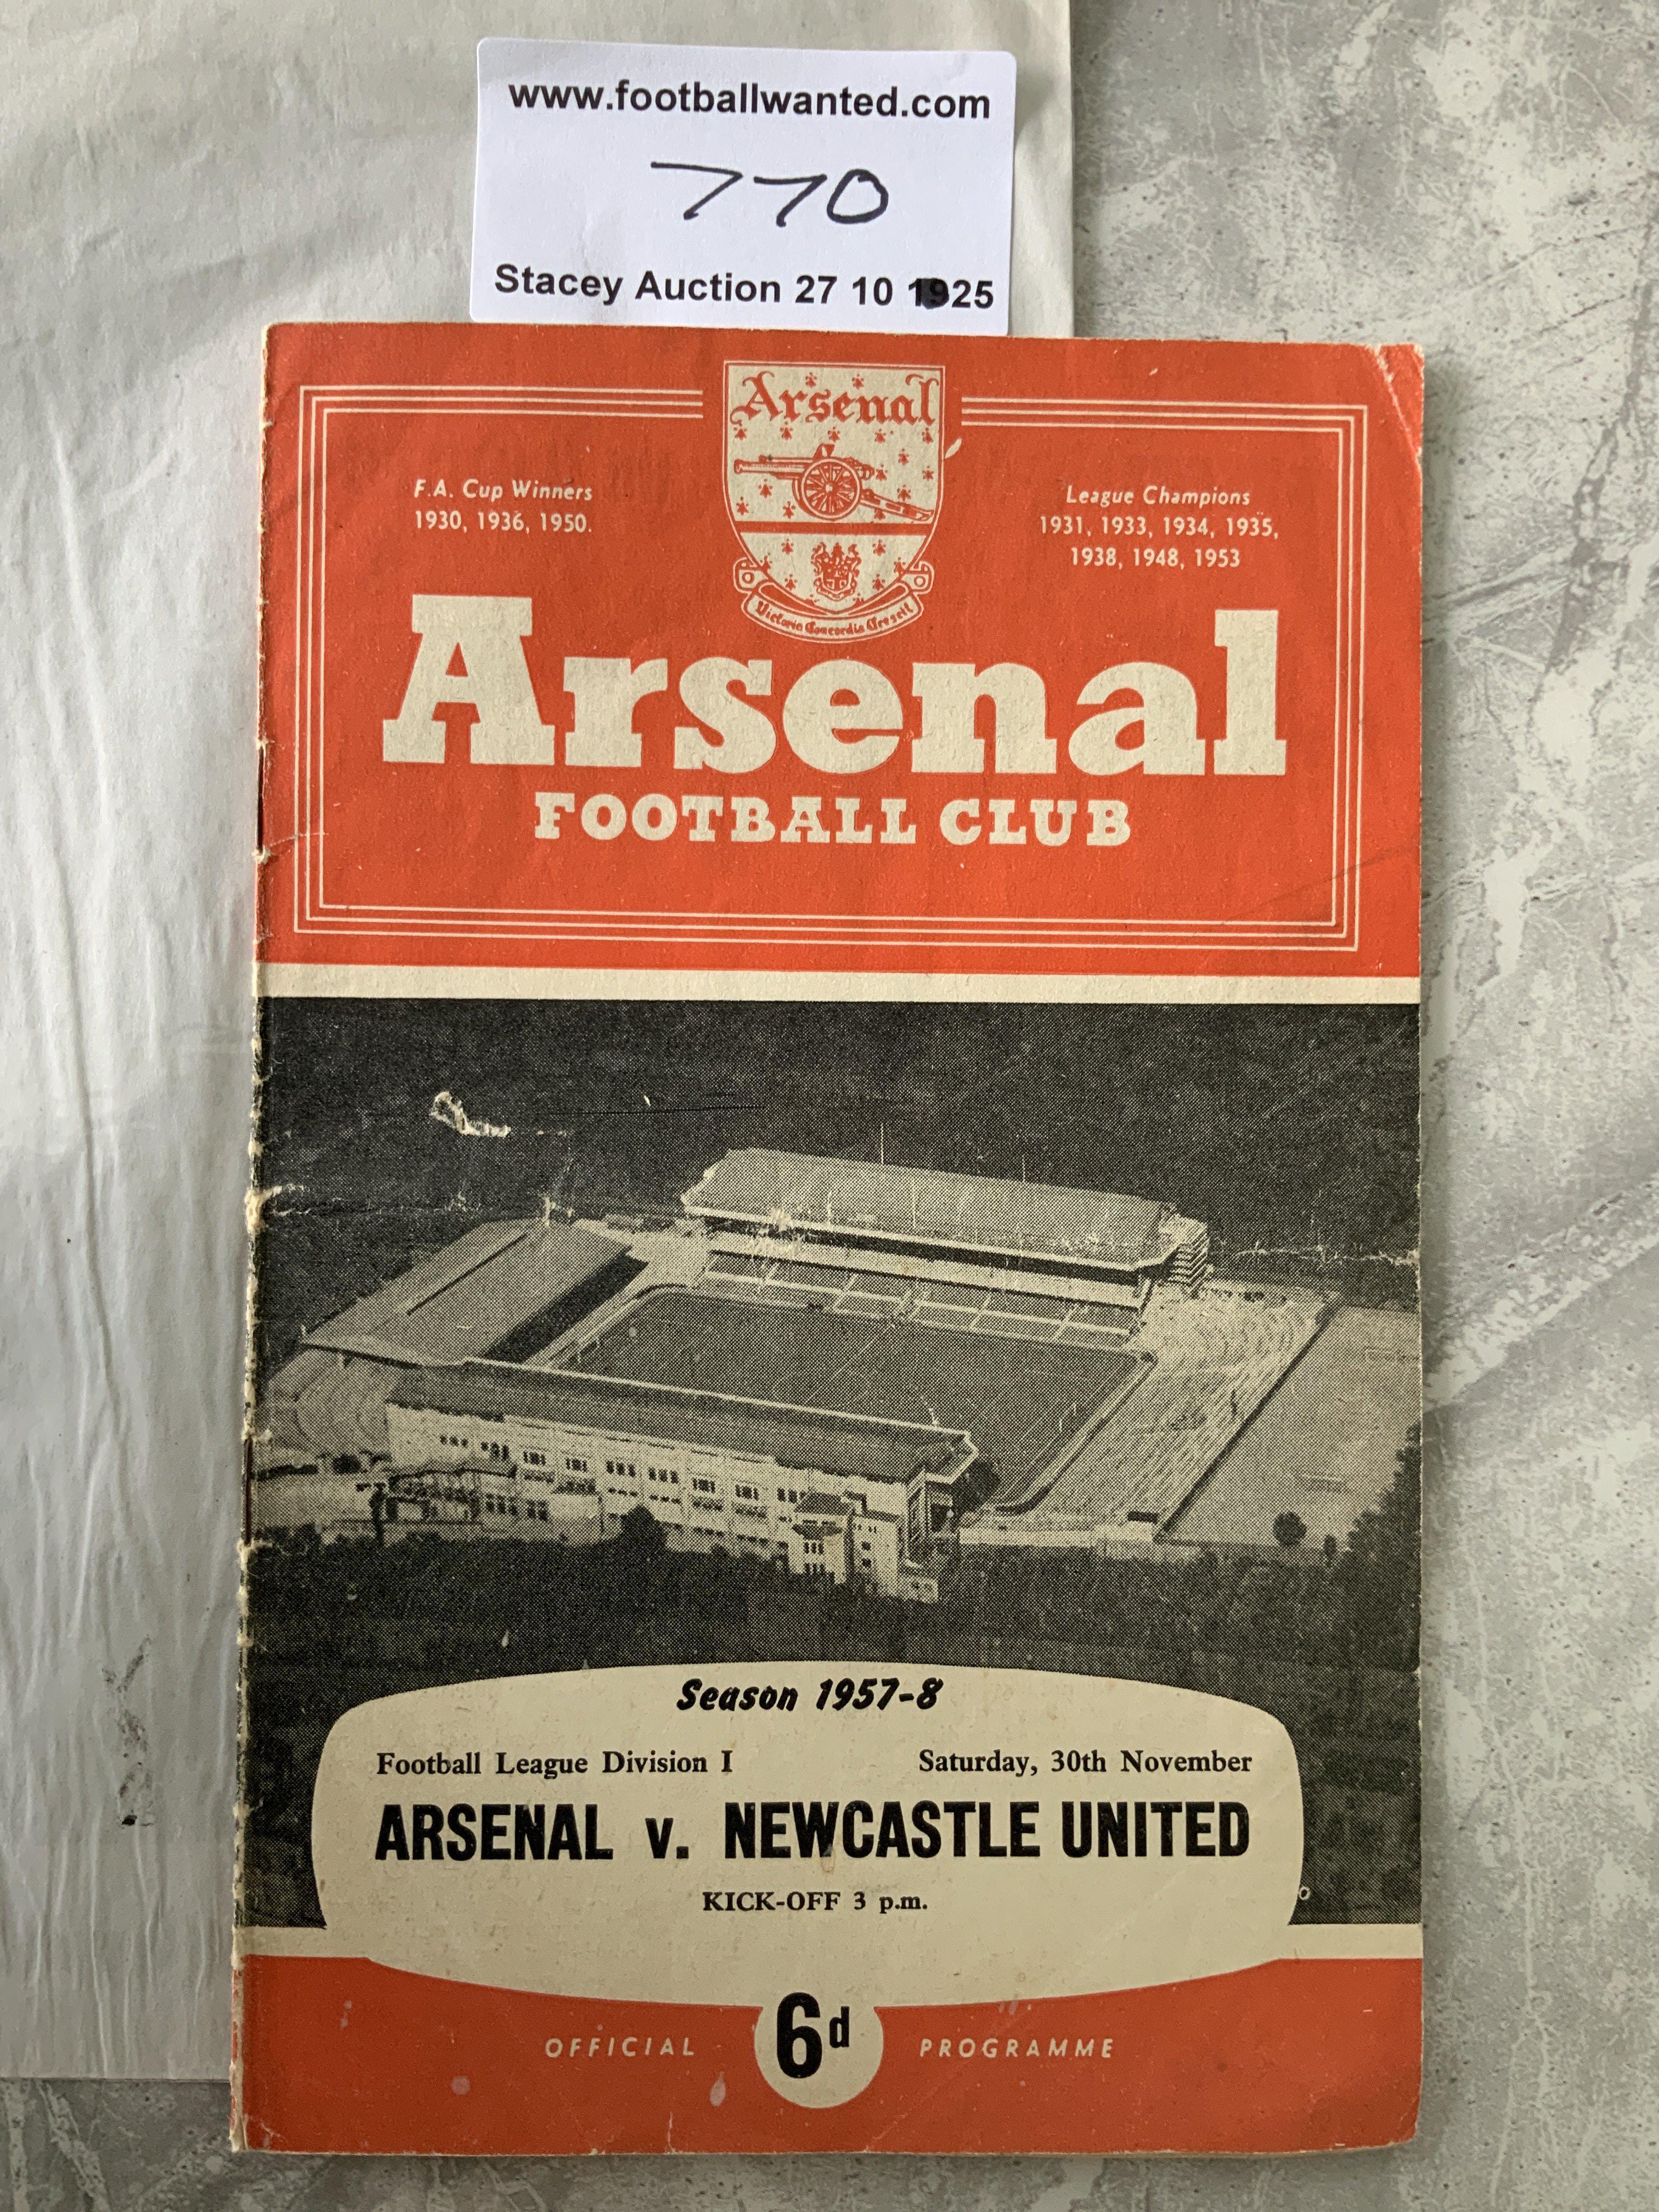 www.footballwanted.com
770
Stacey Auction 27 10 1925
Arsenal
F.A. Cup Winners
1930, 1936, 1950.
League Champions
1931, 1933, 1934, 1935,
1938, 1948, 1953
Victoria Concordia Crescit
Arsenal
FOOTBALL CLUB
Season 1957-8
Football League Division I Saturday, 30th November
ARSENAL v. NEWCASTLE UNITED
KICK-OFF 3 p.m.
OFFICIAL 6d PROGRAMME